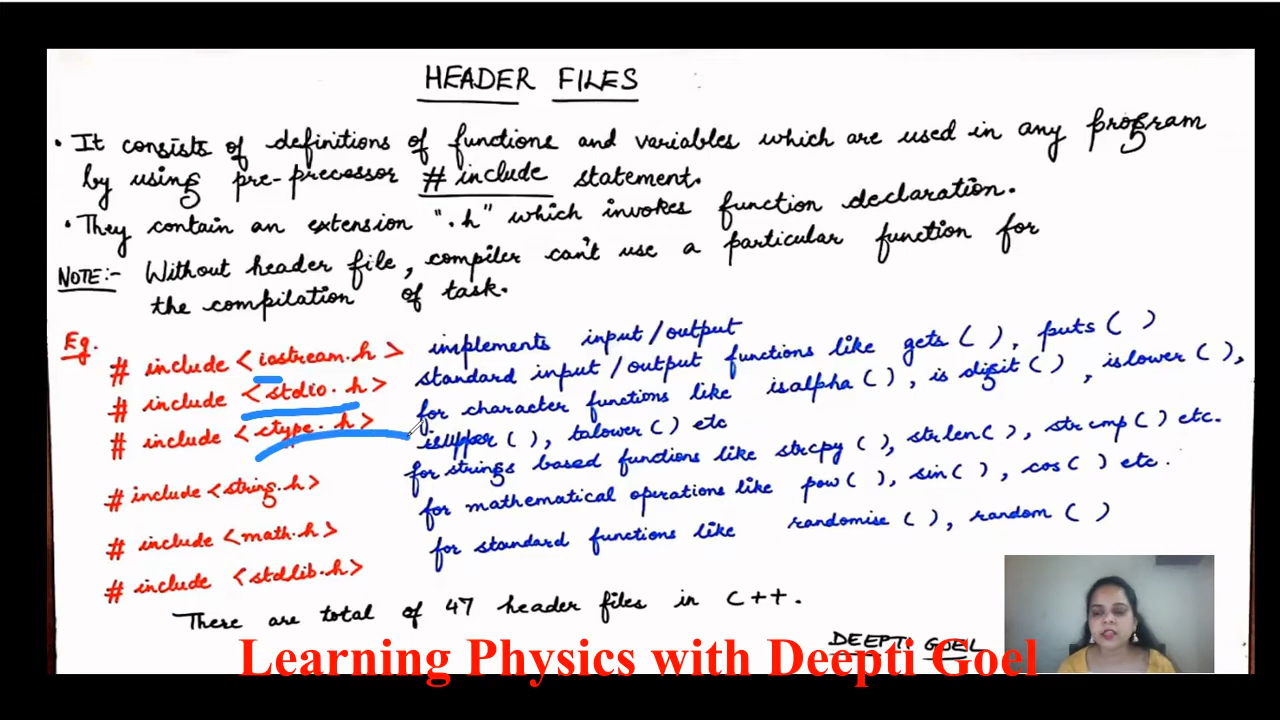 HEADER FILES
• It consists of definitions of functions and variables which are used in any program
by using pre-precessor # include statement.
• They contain an extension ".h" which invokes function declaration.
NOTE:- Without header file, compiler can't use a particular function for
the compilation of task.
Eg.
# include <iostream.h> implements input/output
# include <stdio.h> standard input/output functions like gets ( ), puts ( )
# include <ctype.h> for character functions like isalpha ( ), is digit ( ), islower ( ),
isupper ( ), talower ( ) etc
# include <string.h> for strings based functions like strcpy ( ), strlen ( ), strcmp ( ) etc.
# include <math.h> for mathematical operations like pow ( ), sin ( ), cos ( ) etc.
# include <stdlib.h> for standard functions like randomise ( ), random ( )
There are total of 47 header files in C++.
DEEPTI GOEL
Learning Physics with Deepti Goel